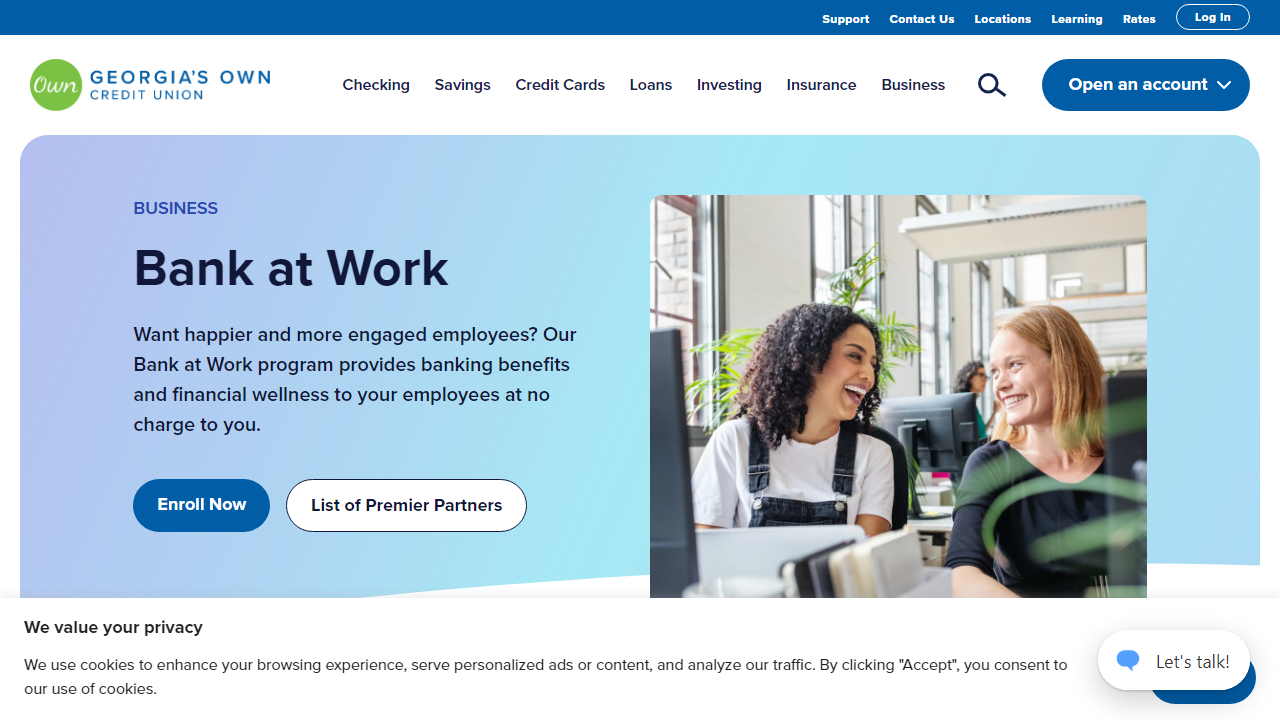 Support Contact Us Locations Learning Rates Log In
Own GEORGIA'S OWN
CREDIT UNION
Checking Savings Credit Cards Loans Investing Insurance Business Open an account
BUSINESS
Bank at Work
Want happier and more engaged employees? Our
Bank at Work program provides banking benefits
and financial wellness to your employees at no
charge to you.
Enroll Now List of Premier Partners
We value your privacy
We use cookies to enhance your browsing experience, serve personalized ads or content, and analyze our traffic. By clicking "Accept", you consent to
our use of cookies.
Let's talk!